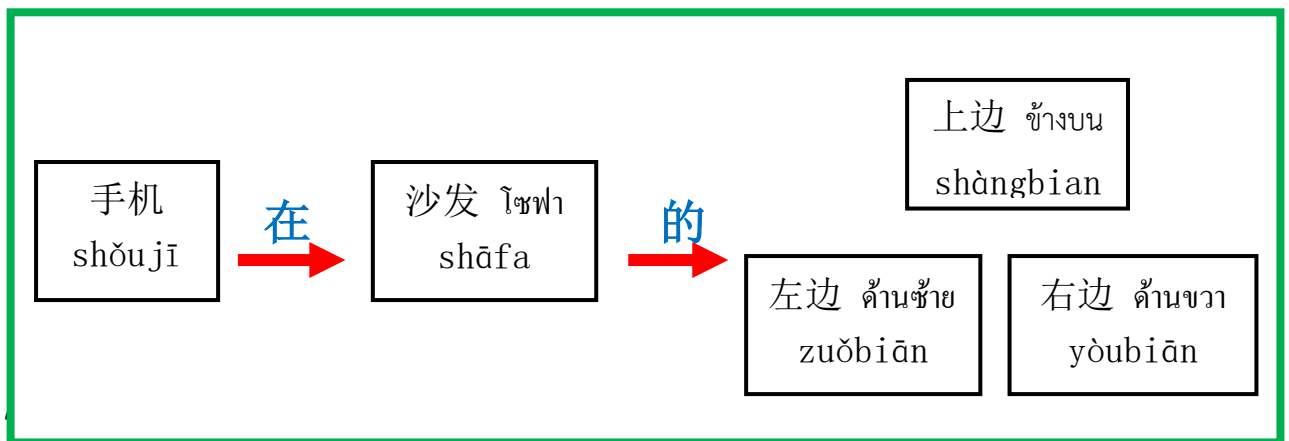 手机
shǒujī
在
沙发 โซฟา
shāfa
的
上边 ข้างบน
shàngbian
左边 ด้านซ้าย
zuǒbiān
右边 ด้านขวา
yòubiān